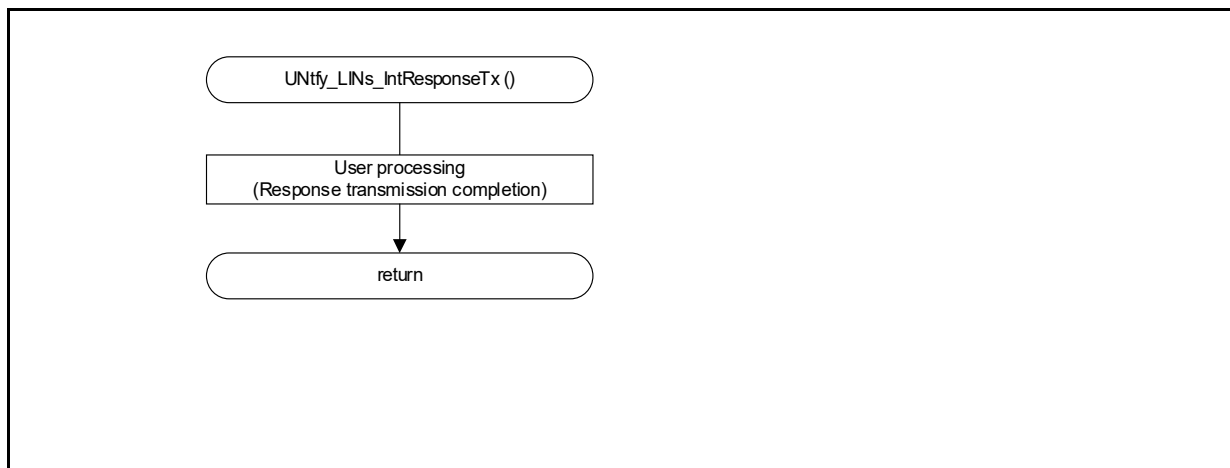 UNtfy_LINs_IntResponseTx ()
User processing
(Response transmission completion)
return